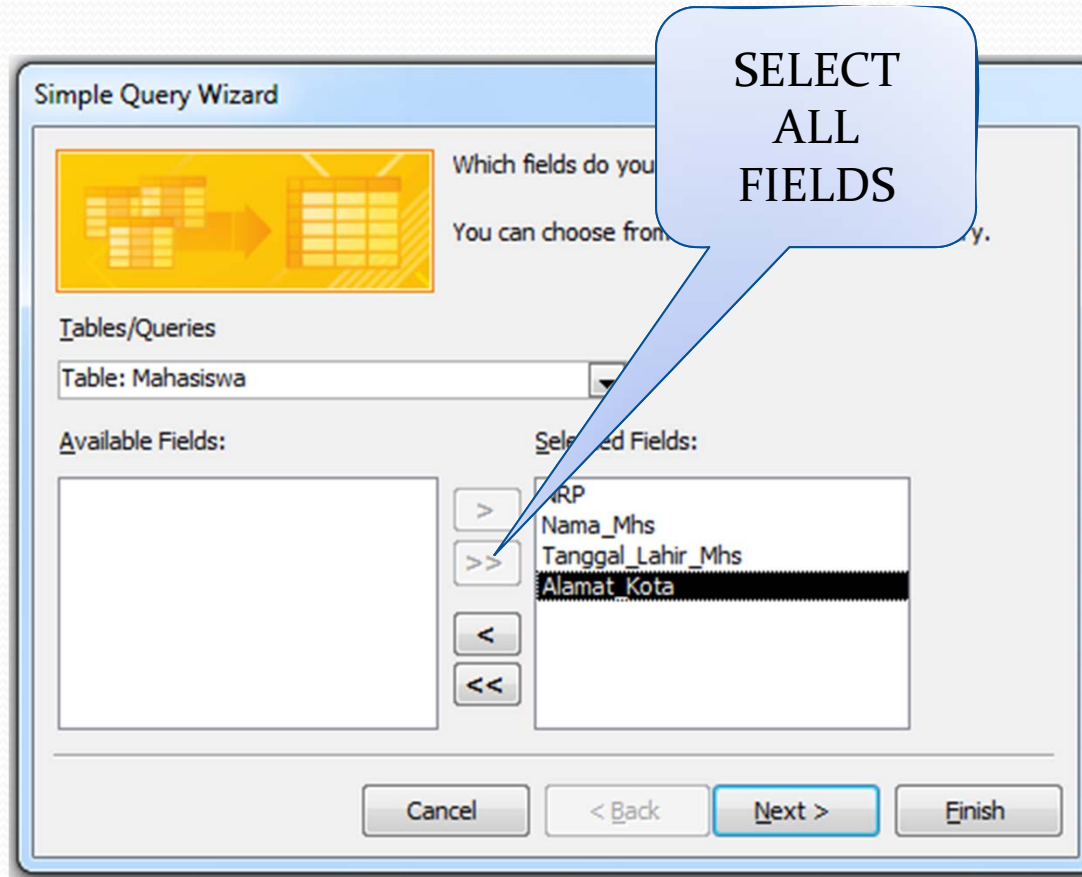 SELECT
ALL
FIELDS
Simple Query Wizard
Which fields do you
You can choose from
y.
Tables/Queries
Table: Mahasiswa
Available Fields:
Selected Fields:
NRP
Nama_Mhs
Tanggal_Lahir_Mhs
Alamat_Kota
>
>>
<
<<
Cancel
< Back
Next >
Finish